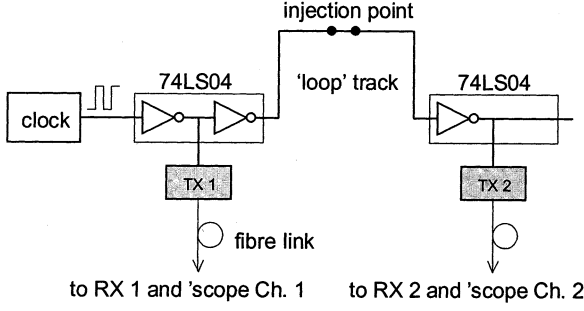 injection point
74LS04
'loop' track
74LS04
clock
TX 1
TX 2
fibre link
to RX 1 and 'scope Ch. 1
to RX 2 and 'scope Ch. 2